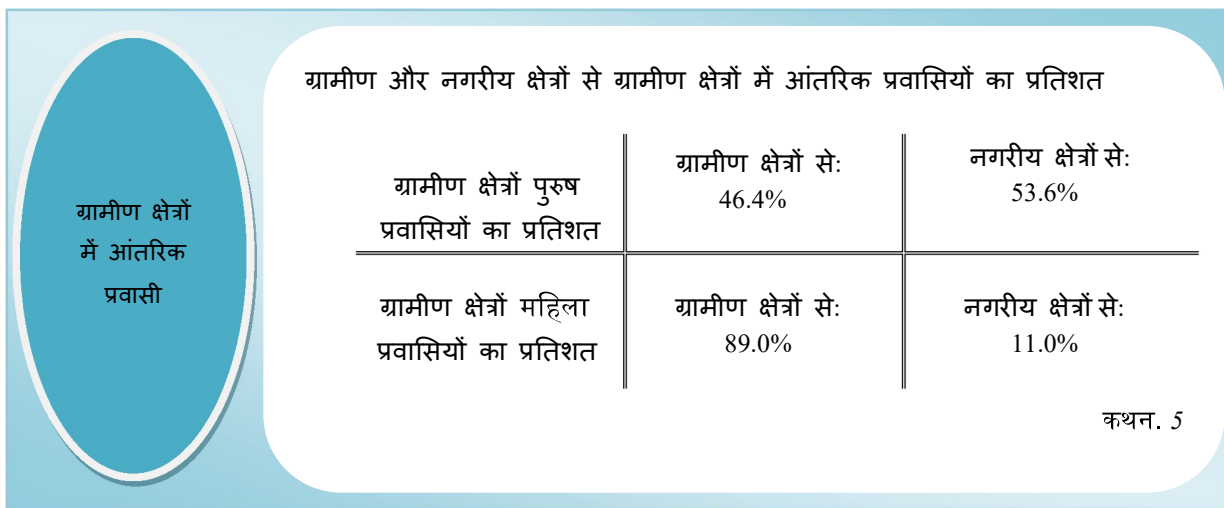 ग्रामीण क्षेत्रों
में आंतरिक
प्रवासी
ग्रामीण और नगरीय क्षेत्रों से ग्रामीण क्षेत्रों में आंतरिक प्रवासियों का प्रतिशत
ग्रामीण क्षेत्रों पुरुष
प्रवासियों का प्रतिशत
ग्रामीण क्षेत्रों से:
46.4%
नगरीय क्षेत्रों से:
53.6%
ग्रामीण क्षेत्रों महिला
प्रवासियों का प्रतिशत
ग्रामीण क्षेत्रों से:
89.0%
नगरीय क्षेत्रों से:
11.0%
कथन. 5